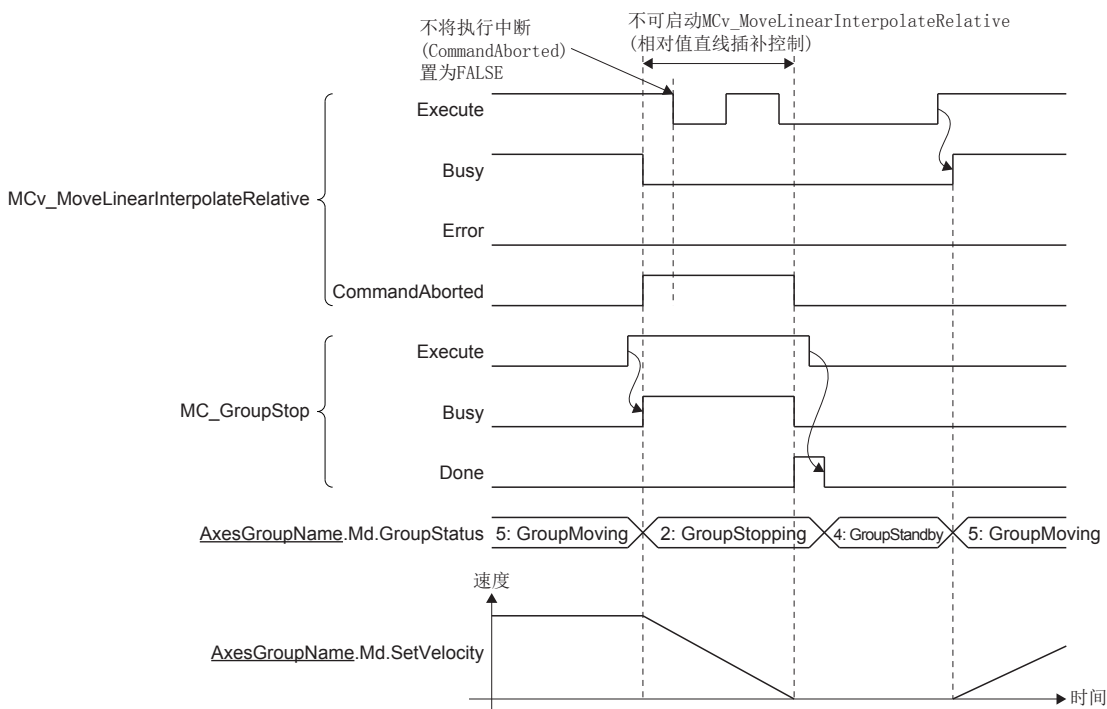 不将执行中断
(CommandAborted)
置为FALSE
不可启动MCv_MoveLinearInterpolateRelative
(相对值直线插补控制)
MCv_MoveLinearInterpolateRelative
Execute
Busy
Error
CommandAborted
MC_GroupStop
Execute
Busy
Done
AxesGroupName.Md.GroupStatus 5: GroupMoving 2: GroupStopping 4: GroupStandby 5: GroupMoving
速度
AxesGroupName.Md.SetVelocity
时间